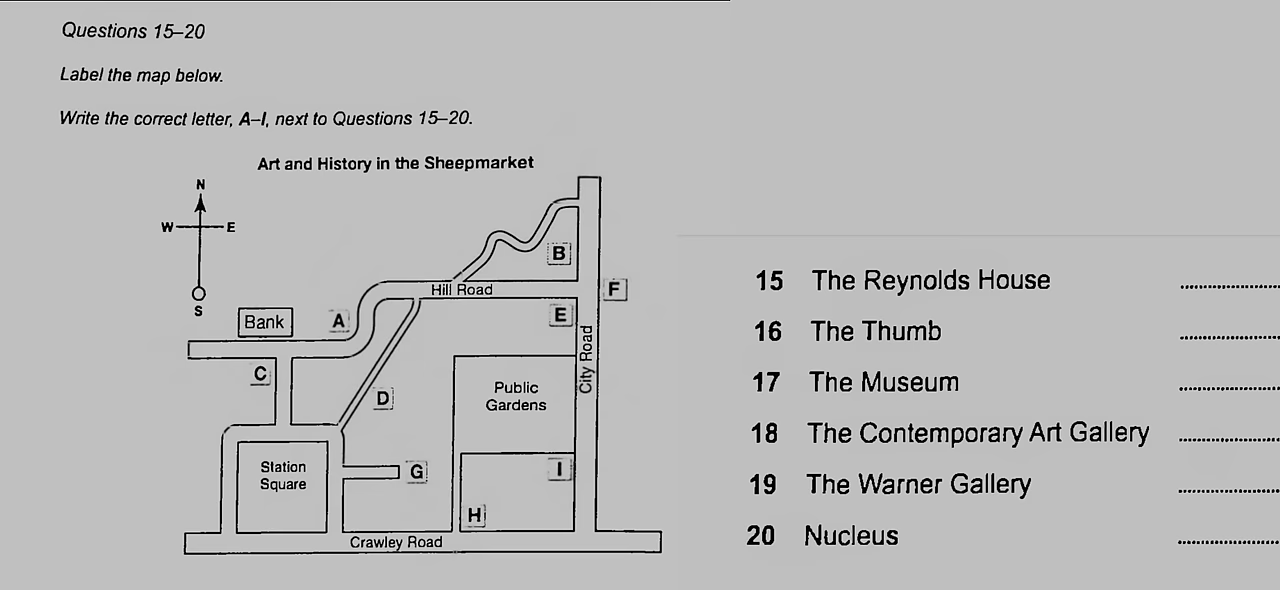 Questions 15–20
Label the map below.
Write the correct letter, A–I, next to Questions 15–20.
Art and History in the Sheepmarket
N
W E
S
B
Hill Road
F
Bank
A
E
City Road
C
D
Public
Gardens
Station
Square
G
I
H
Crawley Road
15 The Reynolds House ....................
16 The Thumb ....................
17 The Museum ....................
18 The Contemporary Art Gallery ....................
19 The Warner Gallery ....................
20 Nucleus ....................